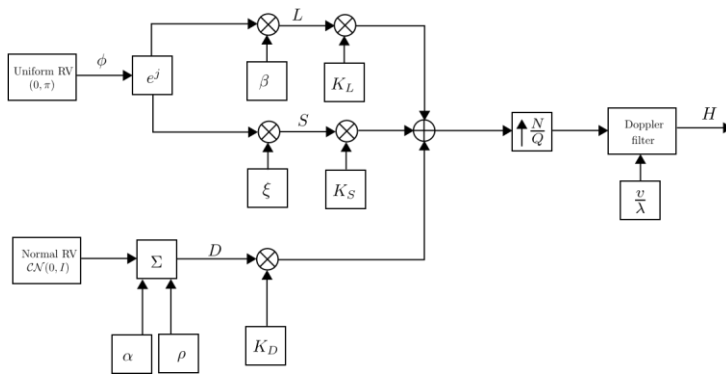 L
Uniform RV
(0, π)
ϕ
e^j
β
K_L
S
ξ
K_S
↑ N/Q
Doppler
filter
H
v/λ
Normal RV
𝒞𝒩(0, I)
Σ
D
α
ρ
K_D